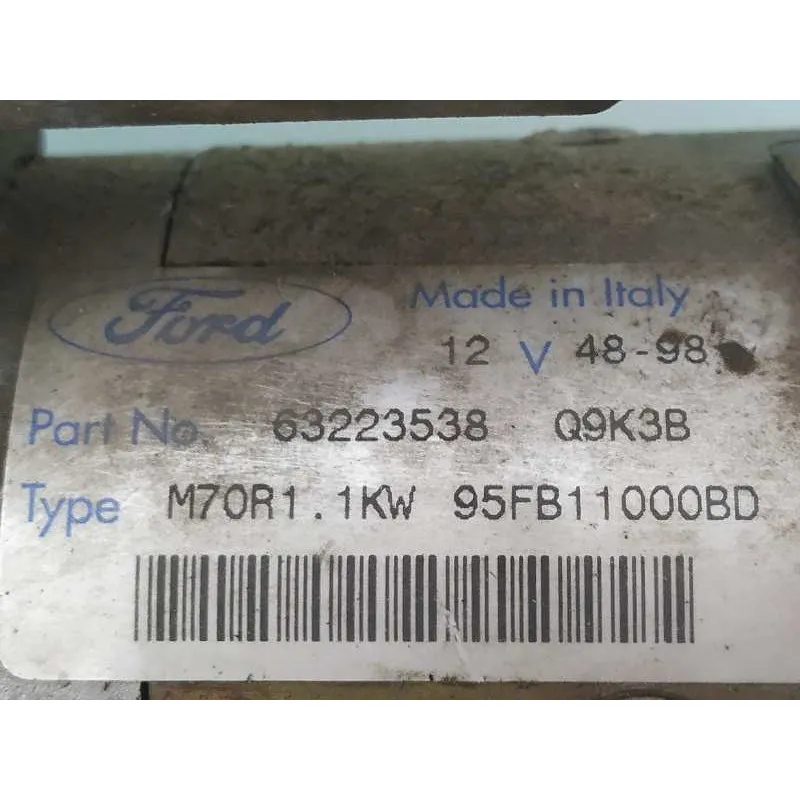 Ford
Made in Italy
12 V 48-98
Part No 63223538 Q9K3B
Type M70R1.1KW 95FB11000BD